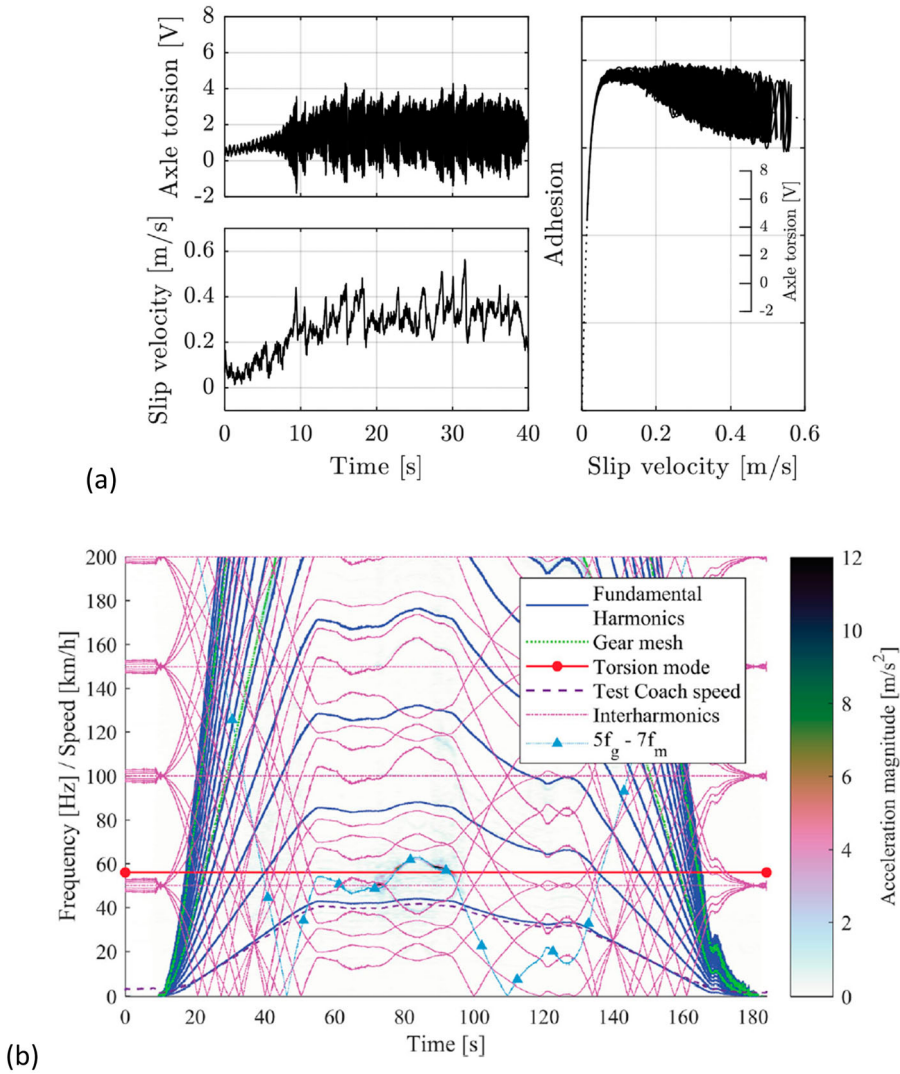 8
6
4
2
0
-2
Axle torsion [V]
0.6
0.4
0.2
0
Slip velocity [m/s]
0 10 20 30 40
Time [s]
Adhesion
8
6
4
2
0
-2
Axle torsion [V]
0 0.2 0.4 0.6
Slip velocity [m/s]
(a)
200
180
160
140
120
100
80
60
40
20
0
Frequency [Hz] / Speed [km/h]
0 20 40 60 80 100 120 140 160 180
Time [s]
Fundamental
Harmonics
Gear mesh
Torsion mode
Test Coach speed
Interharmonics
5fg - 7fm
12
10
8
6
4
2
0
Acceleration magnitude [m/s²]
(b)